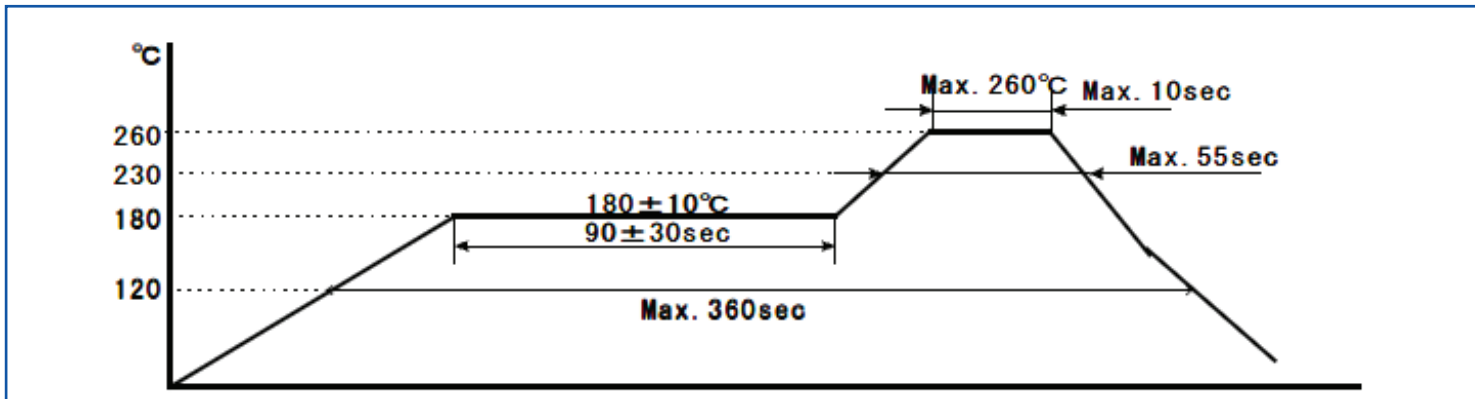 ℃
Max. 260℃
Max. 10sec
260
Max. 55sec
230
180±10℃
180
90±30sec
120
Max. 360sec